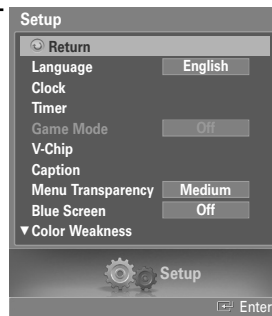 Setup
Return
Language English
Clock
Timer
Game Mode Off
V-Chip
Caption
Menu Transparency Medium
Blue Screen Off
▼Color Weakness
Setup
Enter